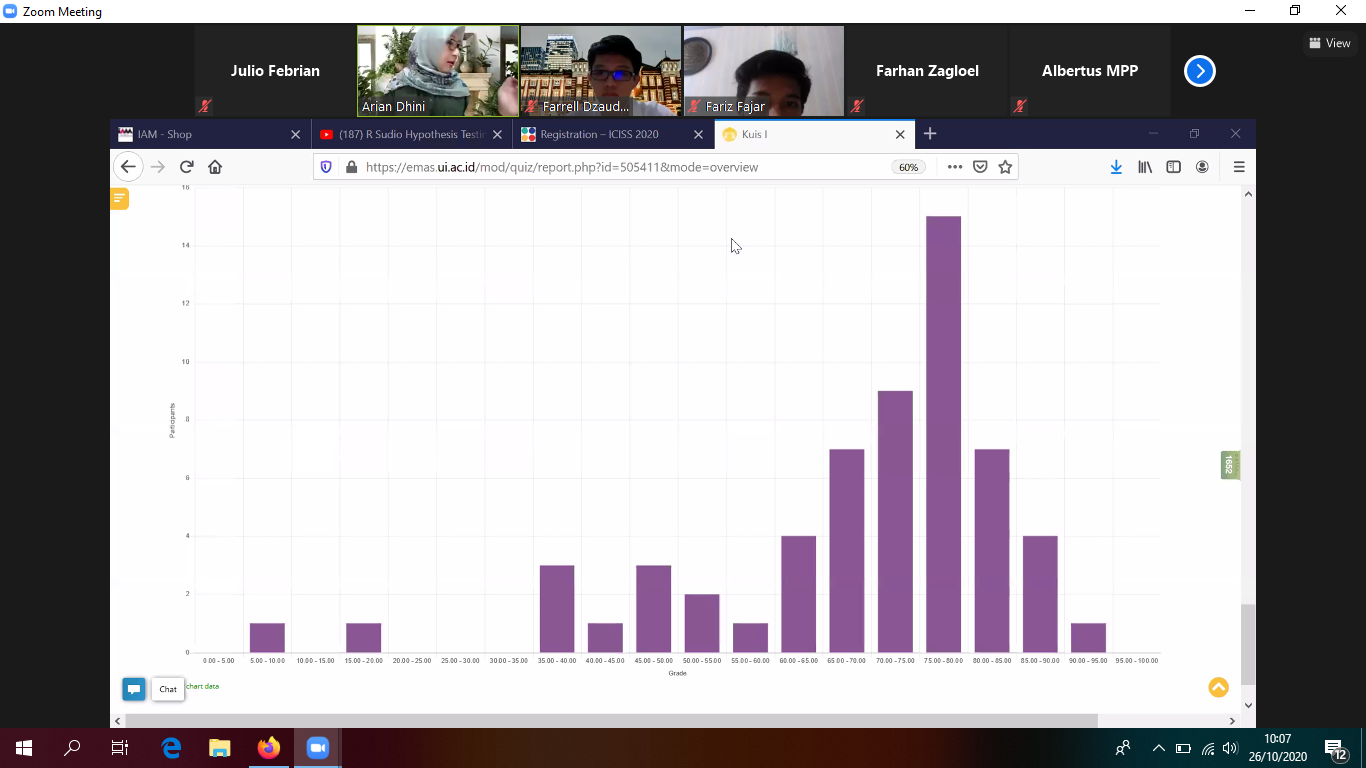 Zoom Meeting
Julio Febrian
Arian Dhini
Farrell Dzaud...
Fariz Fajar
Farhan Zagloel
Albertus MPP
View
IAM - Shop
(187) R Sudio Hypothesis Testin
Registration – ICISS 2020
Kuis I
https://emas.ui.ac.id/mod/quiz/report.php?id=505411&mode=overview
60%
16
14
12
10
8
6
4
2
0
Participants
0.00 - 5.00 5.00 - 10.00 10.00 - 15.00 15.00 - 20.00 20.00 - 25.00 25.00 - 30.00 30.00 - 35.00 35.00 - 40.00 40.00 - 45.00 45.00 - 50.00 50.00 - 55.00 55.00 - 60.00 60.00 - 65.00 65.00 - 70.00 70.00 - 75.00 75.00 - 80.00 80.00 - 85.00 85.00 - 90.00 90.00 - 95.00 95.00 - 100.00
Grade
1652
Chat
chart data
10:07
26/10/2020
12